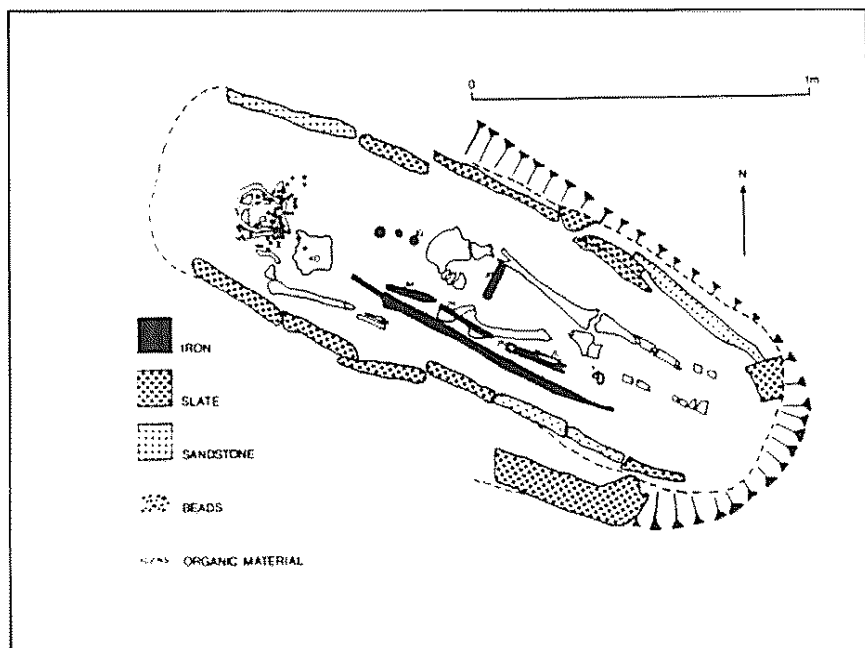 0
1m
N
IRON
SLATE
SANDSTONE
BEADS
ORGANIC MATERIAL